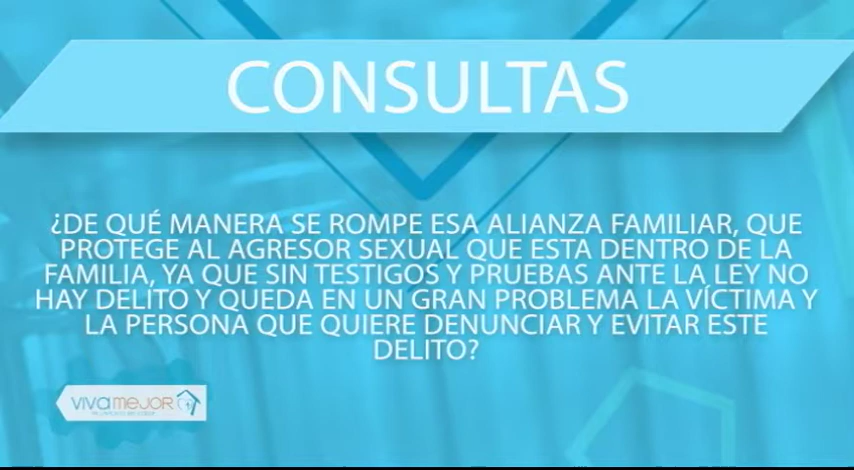 CONSULTAS
¿DE QUÉ MANERA SE ROMPE ESA ALIANZA FAMILIAR, QUE
PROTEGE AL AGRESOR SEXUAL QUE ESTA DENTRO DE LA
FAMILIA, YA QUE SIN TESTIGOS Y PRUEBAS ANTE LA LEY NO
HAY DELITO Y QUEDA EN UN GRAN PROBLEMA LA VÍCTIMA Y
LA PERSONA QUE QUIERE DENUNCIAR Y EVITAR ESTE
DELITO?
VIVAMEJOR